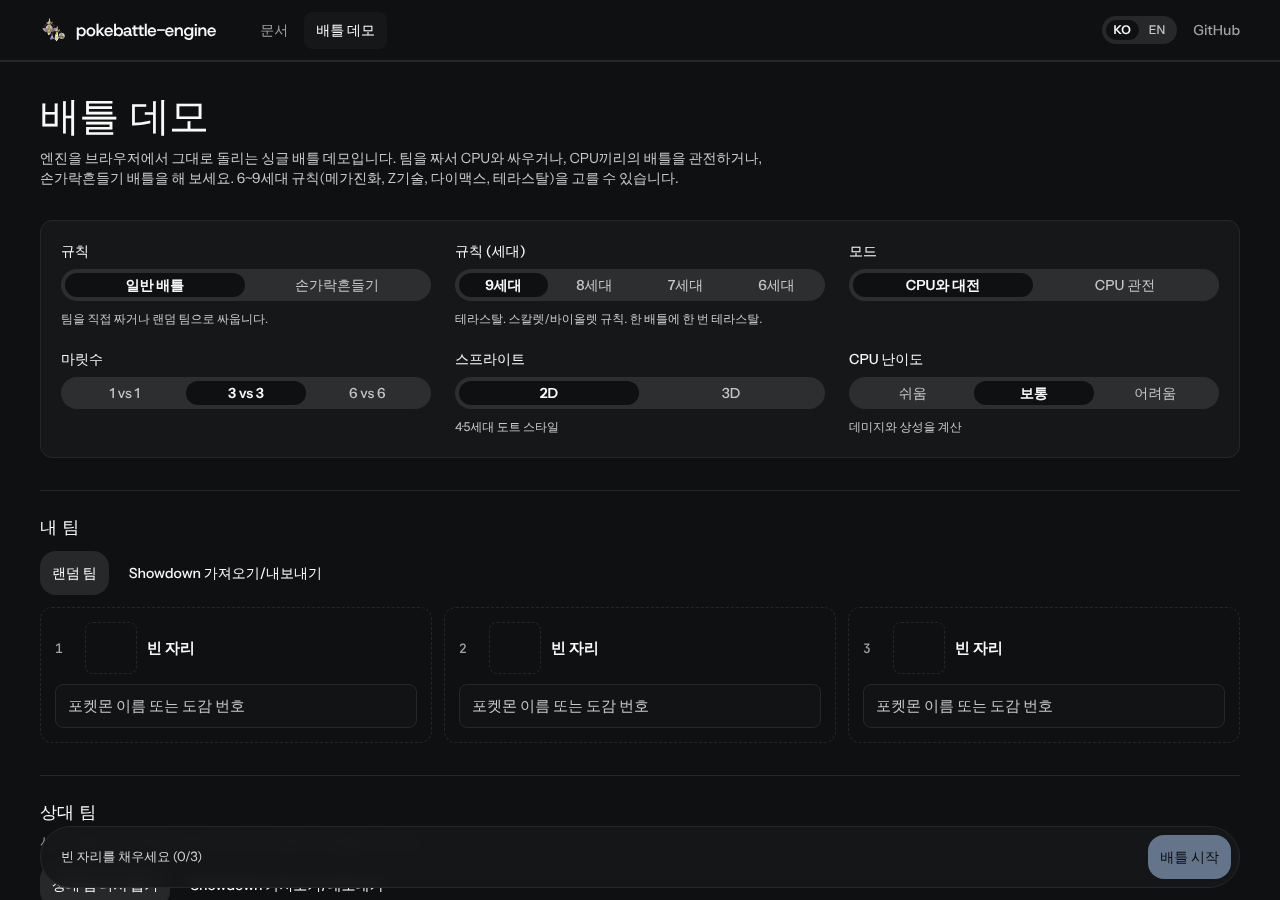 pokebattle-engine
문서
배틀 데모
KO
EN
GitHub
배틀 데모
엔진을 브라우저에서 그대로 돌리는 싱글 배틀 데모입니다. 팀을 짜서 CPU와 싸우거나, CPU끼리의 배틀을 관전하거나,
손가락흔들기 배틀을 해 보세요. 6~9세대 규칙(메가진화, Z기술, 다이맥스, 테라스탈)을 고를 수 있습니다.
규칙
일반 배틀
손가락흔들기
팀을 직접 짜거나 랜덤 팀으로 싸웁니다.
규칙 (세대)
9세대
8세대
7세대
6세대
테라스탈. 스칼렛/바이올렛 규칙. 한 배틀에 한 번 테라스탈.
모드
CPU와 대전
CPU 관전
마릿수
1 vs 1
3 vs 3
6 vs 6
스프라이트
2D
3D
4·5세대 도트 스타일
CPU 난이도
쉬움
보통
어려움
데미지와 상성을 계산
내 팀
랜덤 팀
Showdown 가져오기/내보내기
1
빈 자리
포켓몬 이름 또는 도감 번호
2
빈 자리
포켓몬 이름 또는 도감 번호
3
빈 자리
포켓몬 이름 또는 도감 번호
상대 팀
빈 자리를 채우세요 (0/3)
배틀 시작
Showdown 가져오기/내보내기